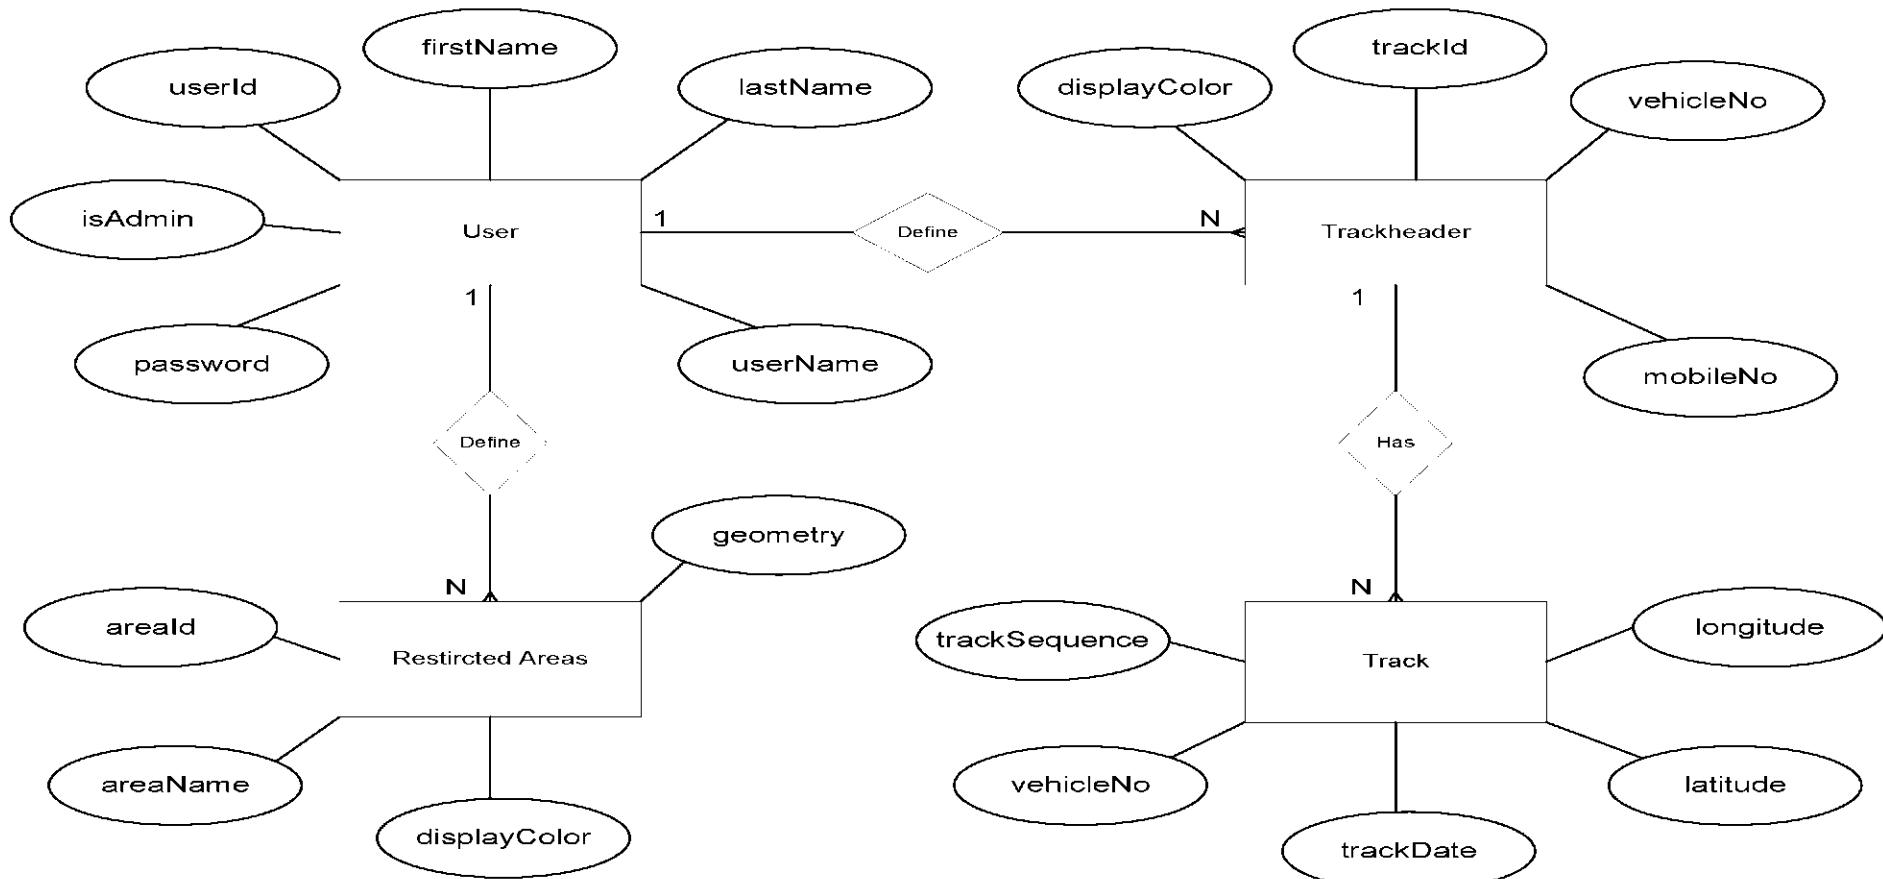 firstName
trackId
userId
lastName
displayColor
vehicleNo
isAdmin
User
1
Define
N
Trackheader
1
1
password
userName
mobileNo
Define
Has
geometry
N
N
areaId
trackSequence
longitude
Restircted Areas
Track
areaName
vehicleNo
latitude
displayColor
trackDate